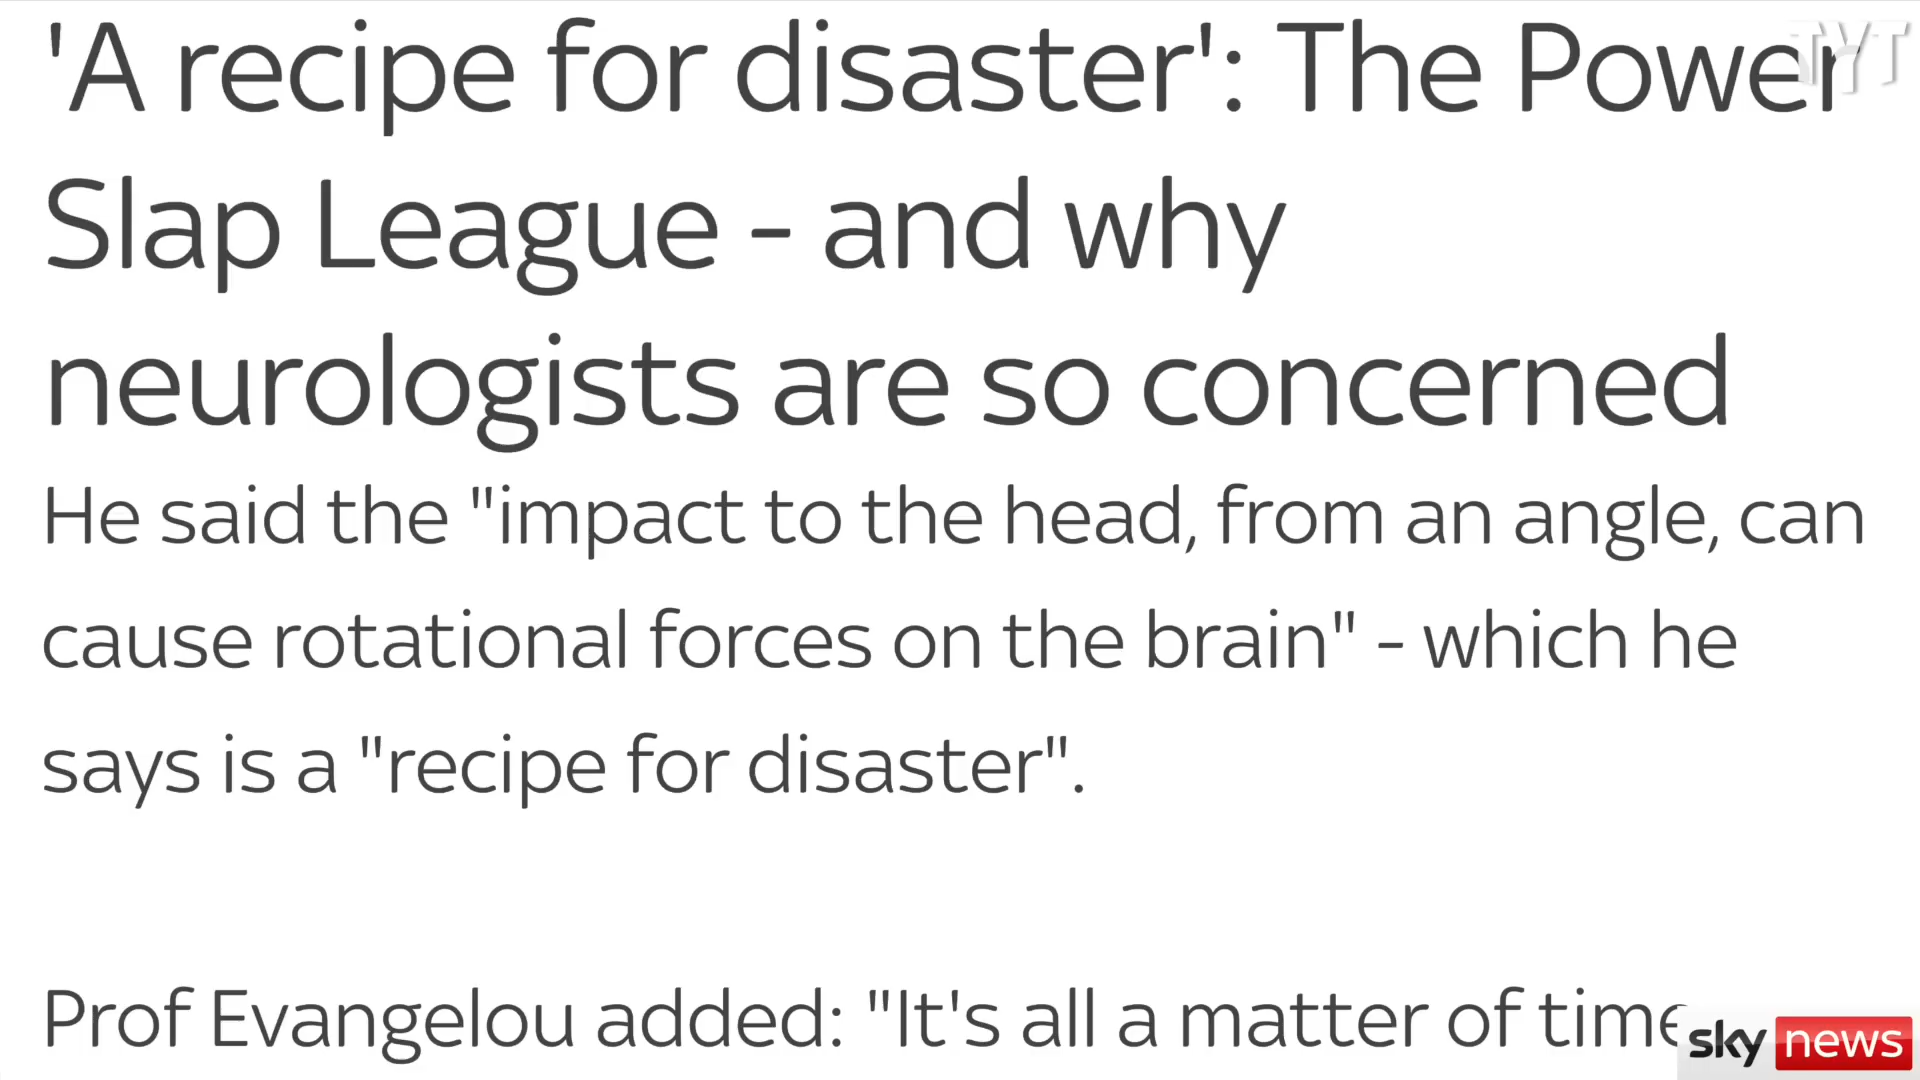 'A recipe for disaster': The Power
TYT
Slap League - and why
neurologists are so concerned
He said the "impact to the head, from an angle, can
cause rotational forces on the brain" - which he
says is a "recipe for disaster".
Prof Evangelou added: "It's all a matter of time
sky news